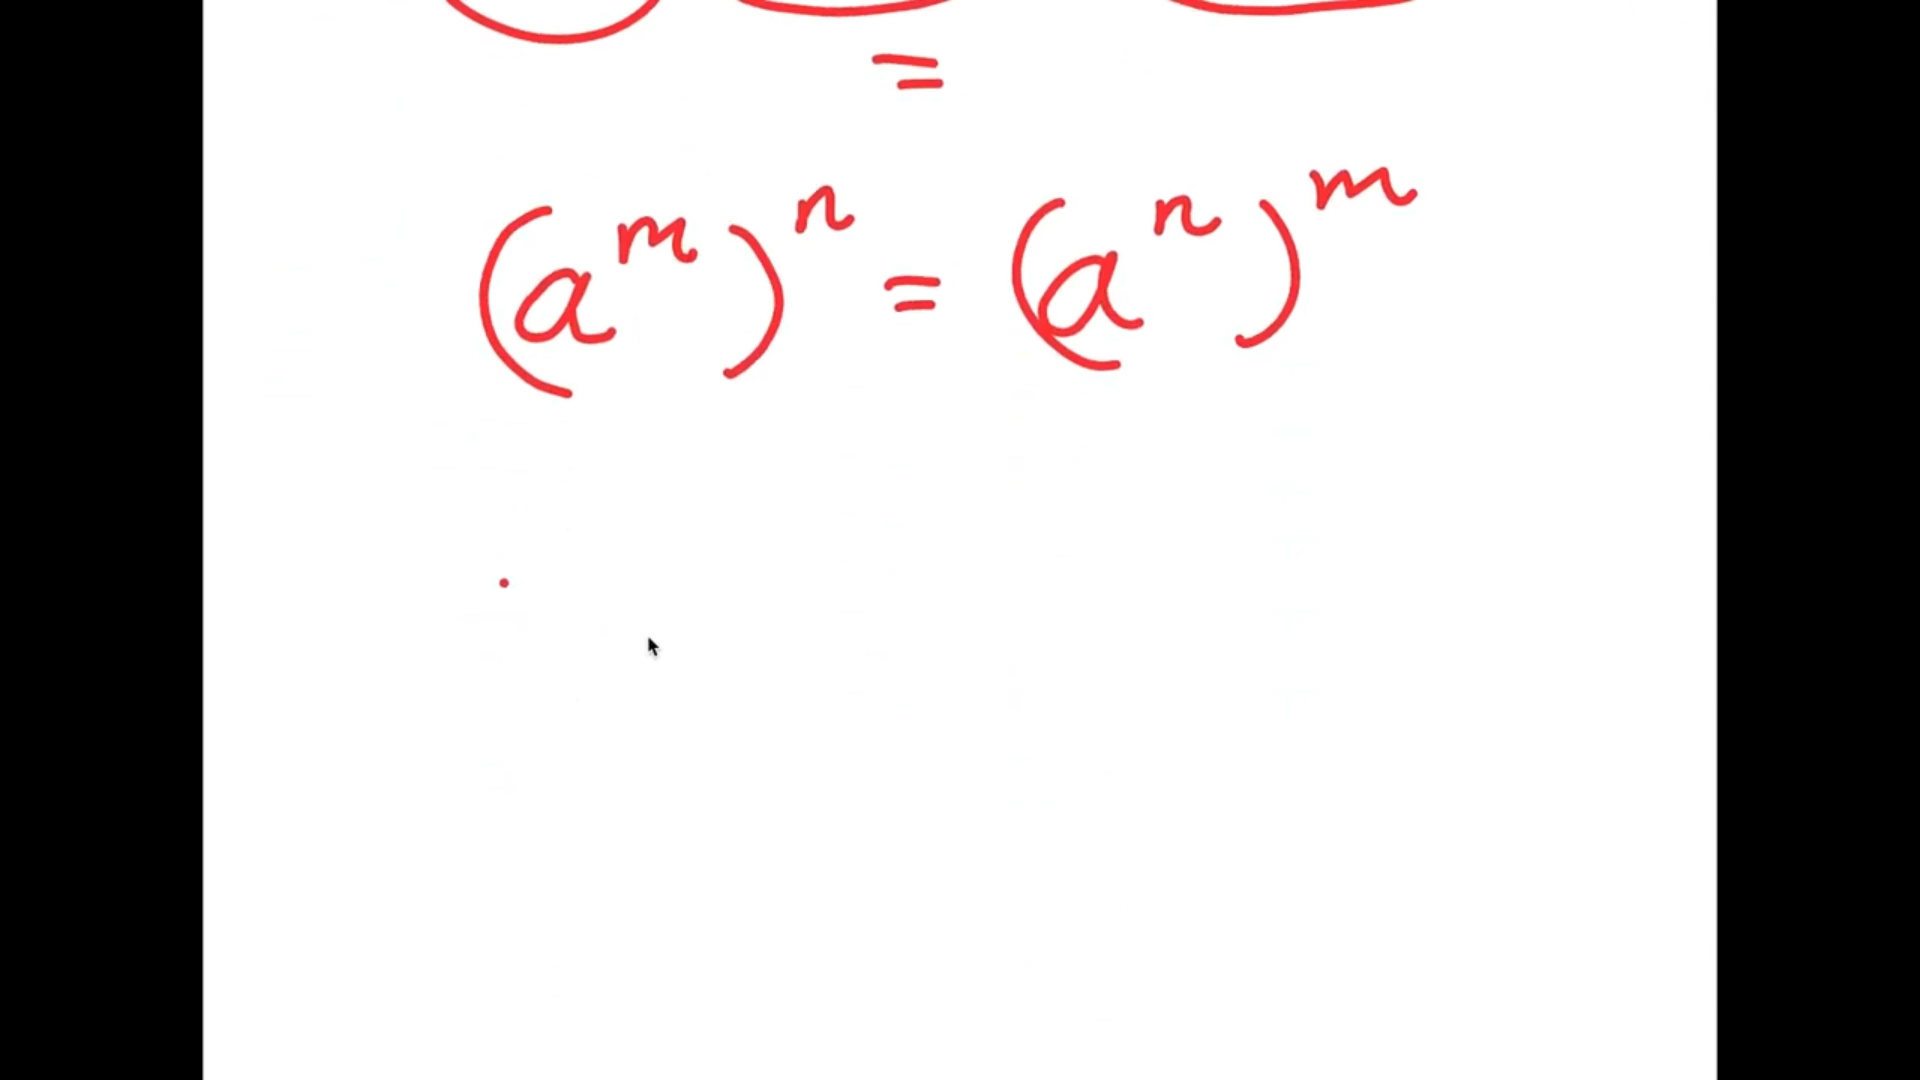 =
(a^m)^n = (a^n)^m